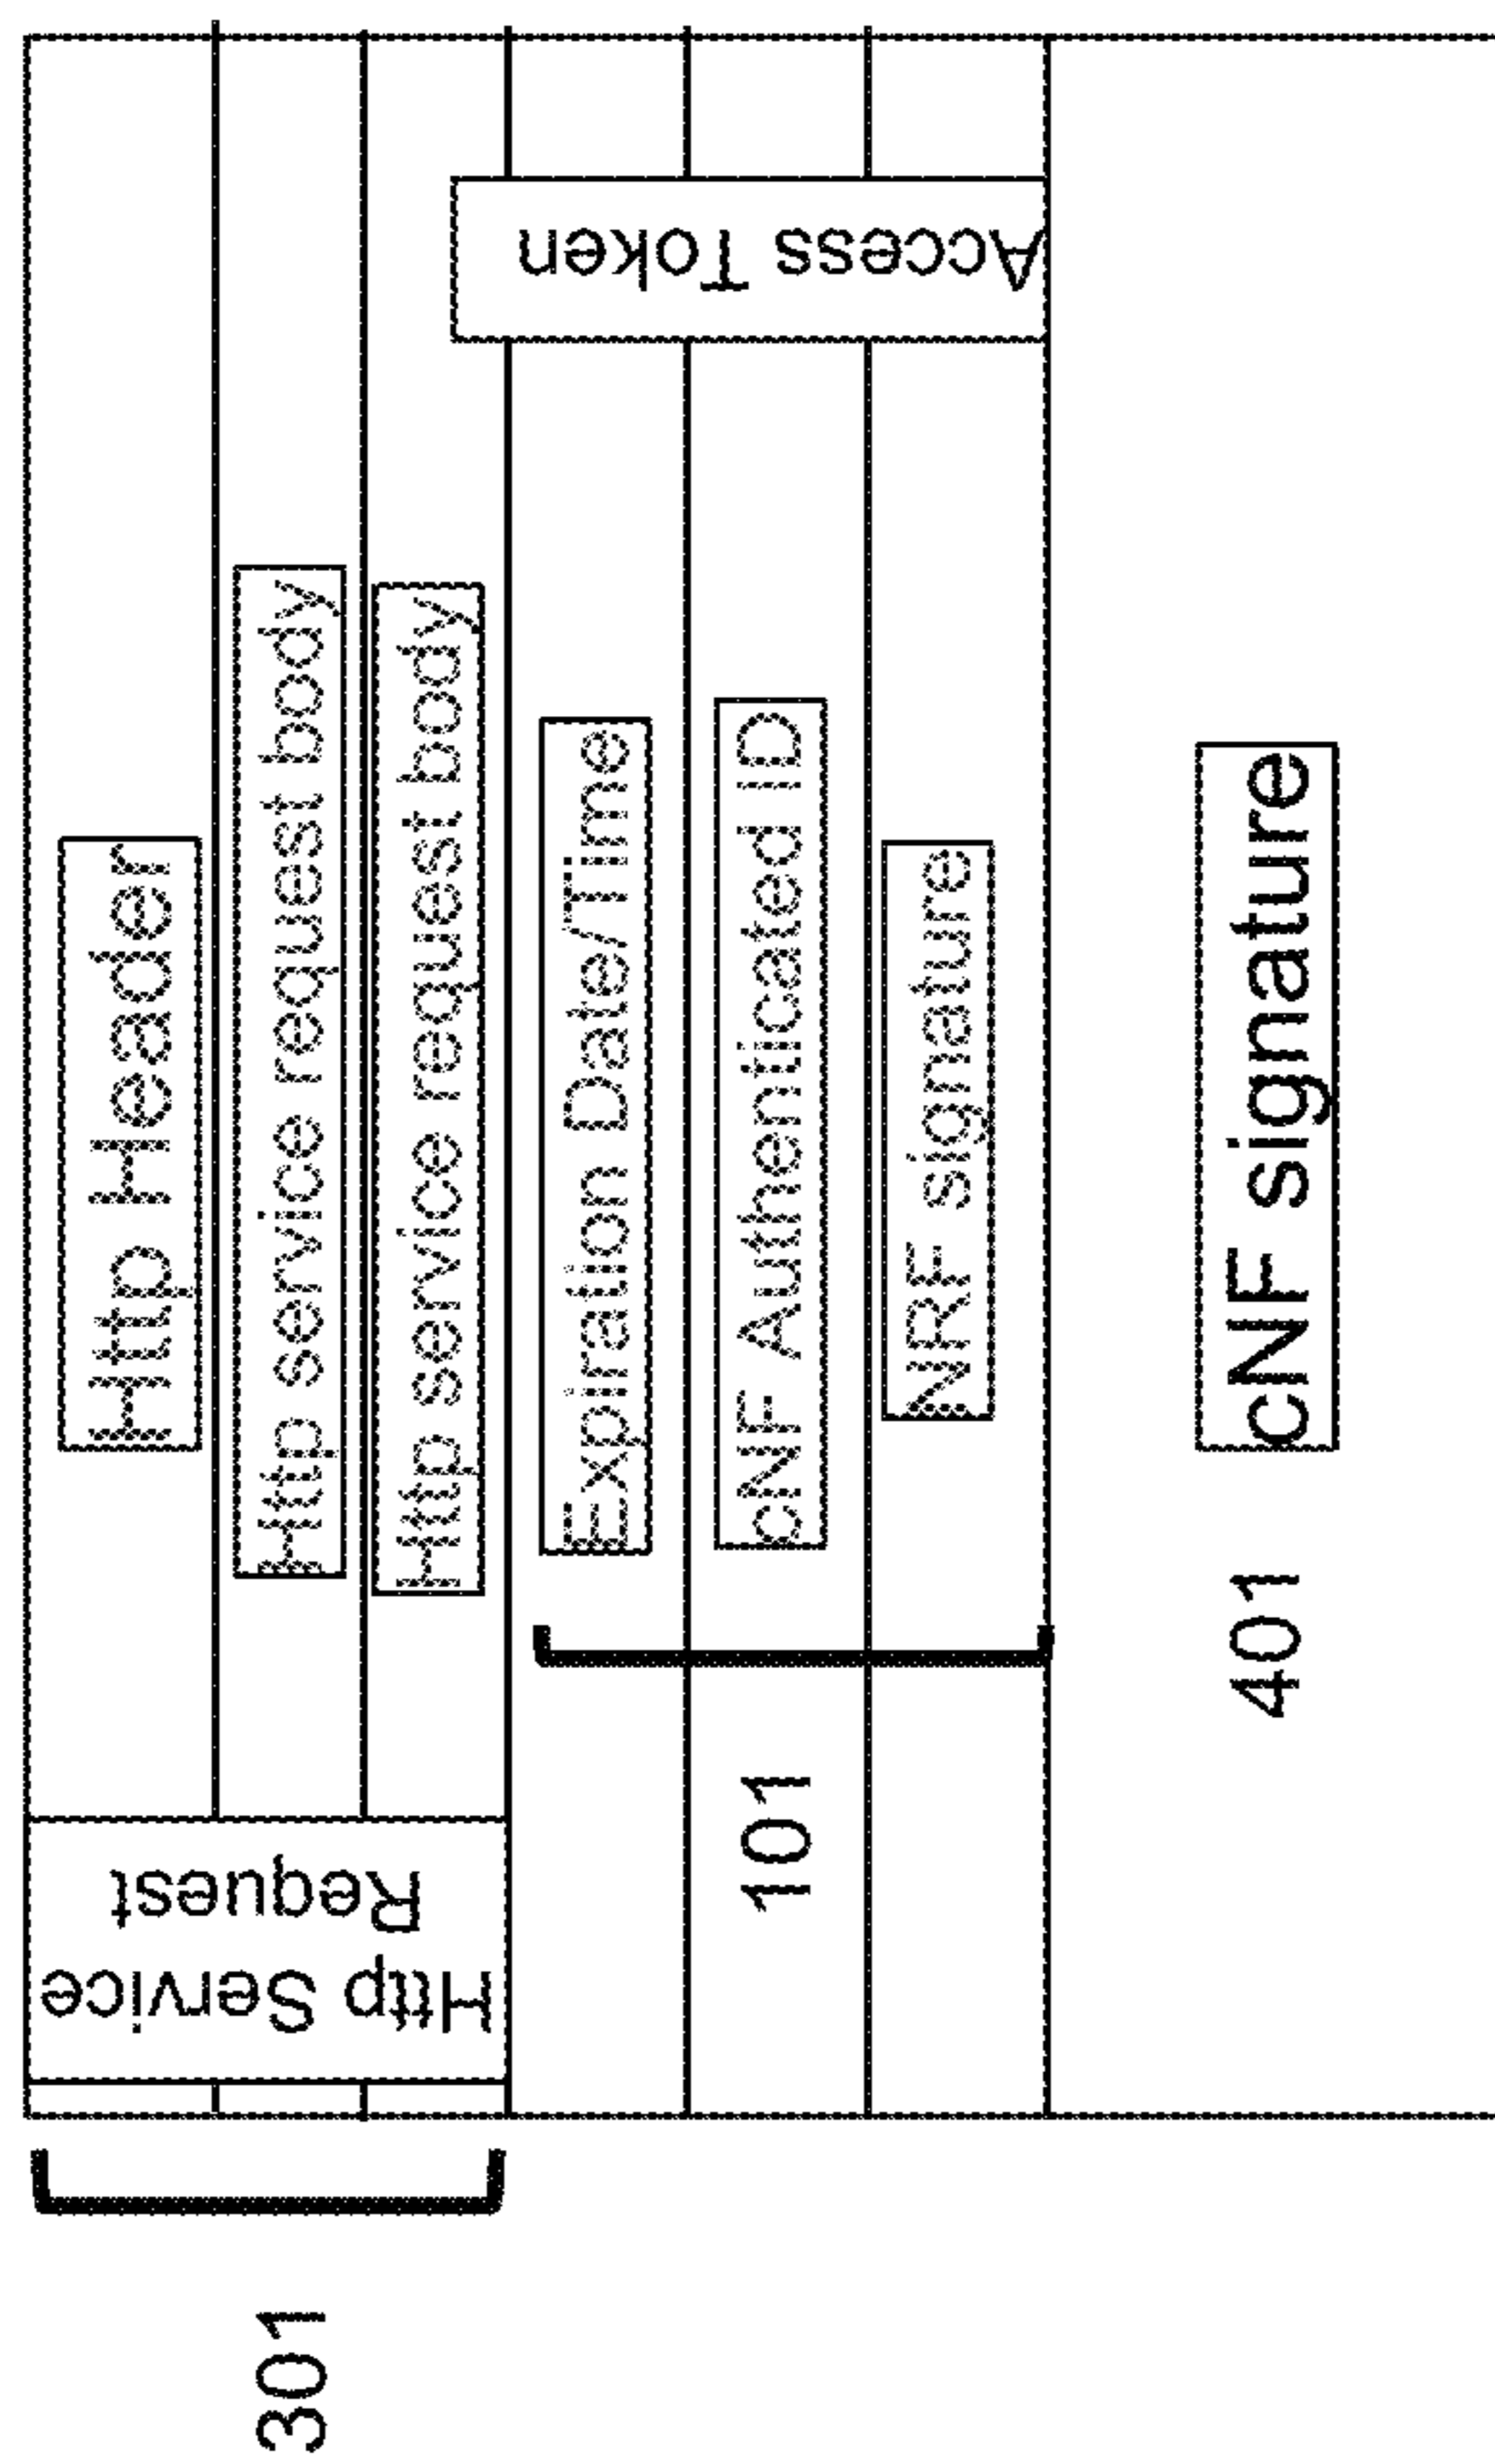 301
Http Service
Request
Http Header
Http service request body
Http service request body
Access Token
101
Expiration Date/Time
cNF Authenticated ID
NRF signature
401
cNF signature